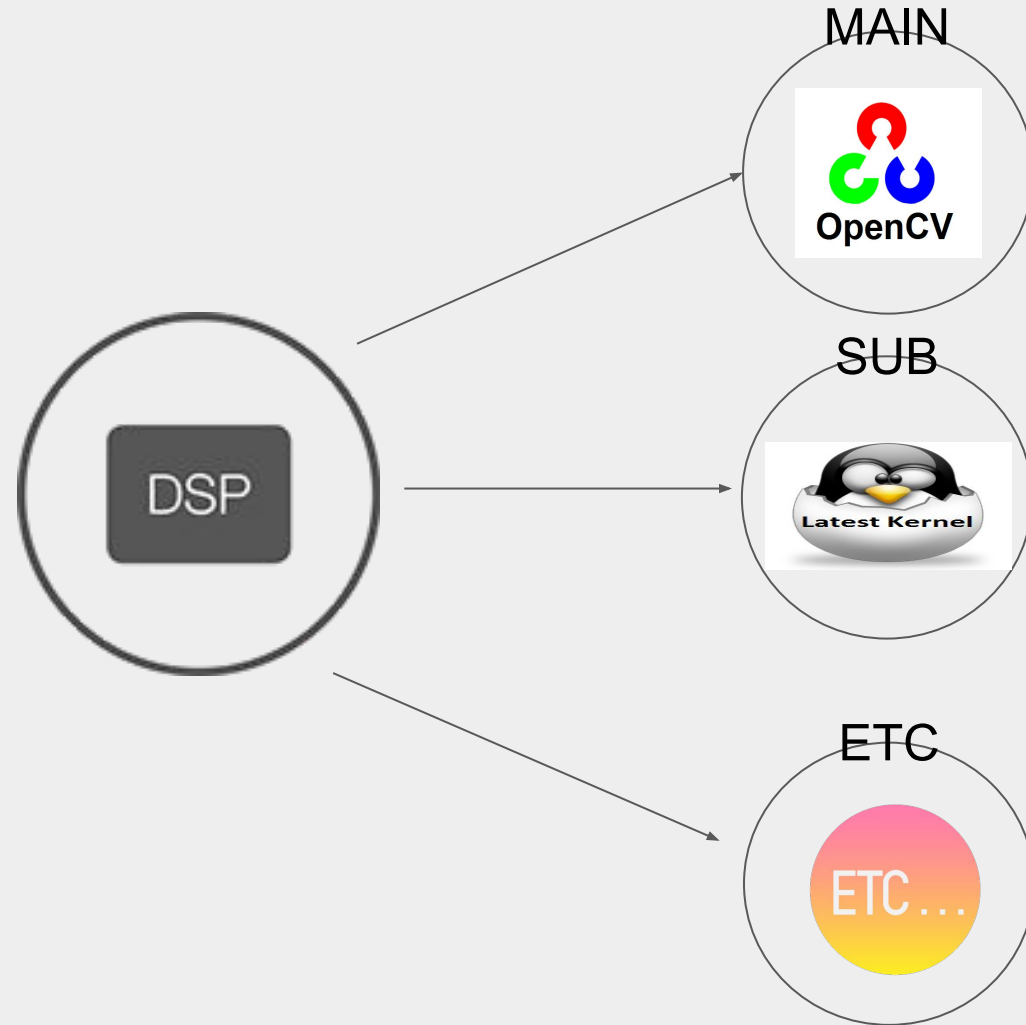 MAIN
OpenCV
DSP
SUB
Latest Kernel
ETC
ETC...